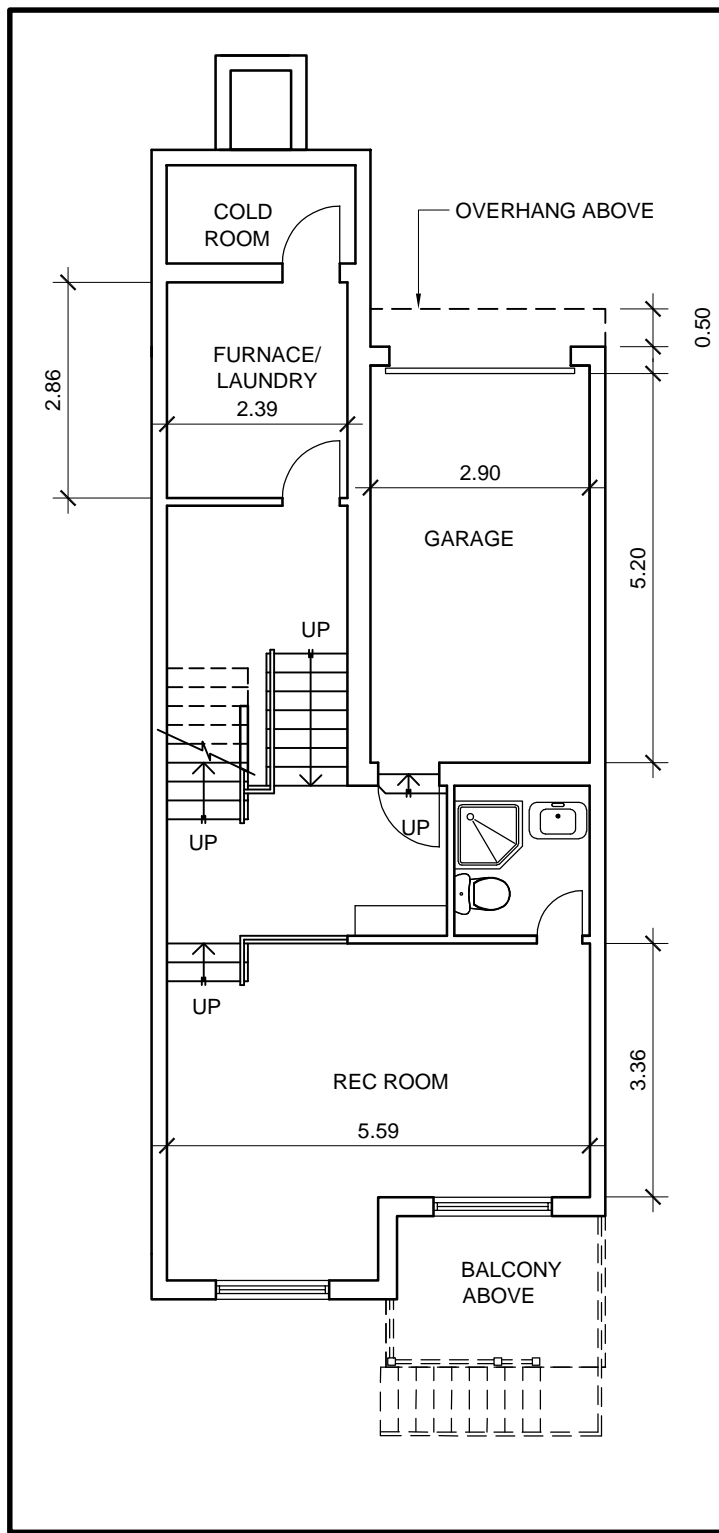 COLD
ROOM
OVERHANG ABOVE
0.50
FURNACE/
LAUNDRY
2.86
2.39
2.90
GARAGE
5.20
UP
UP
UP
UP
3.36
REC ROOM
5.59
BALCONY
ABOVE